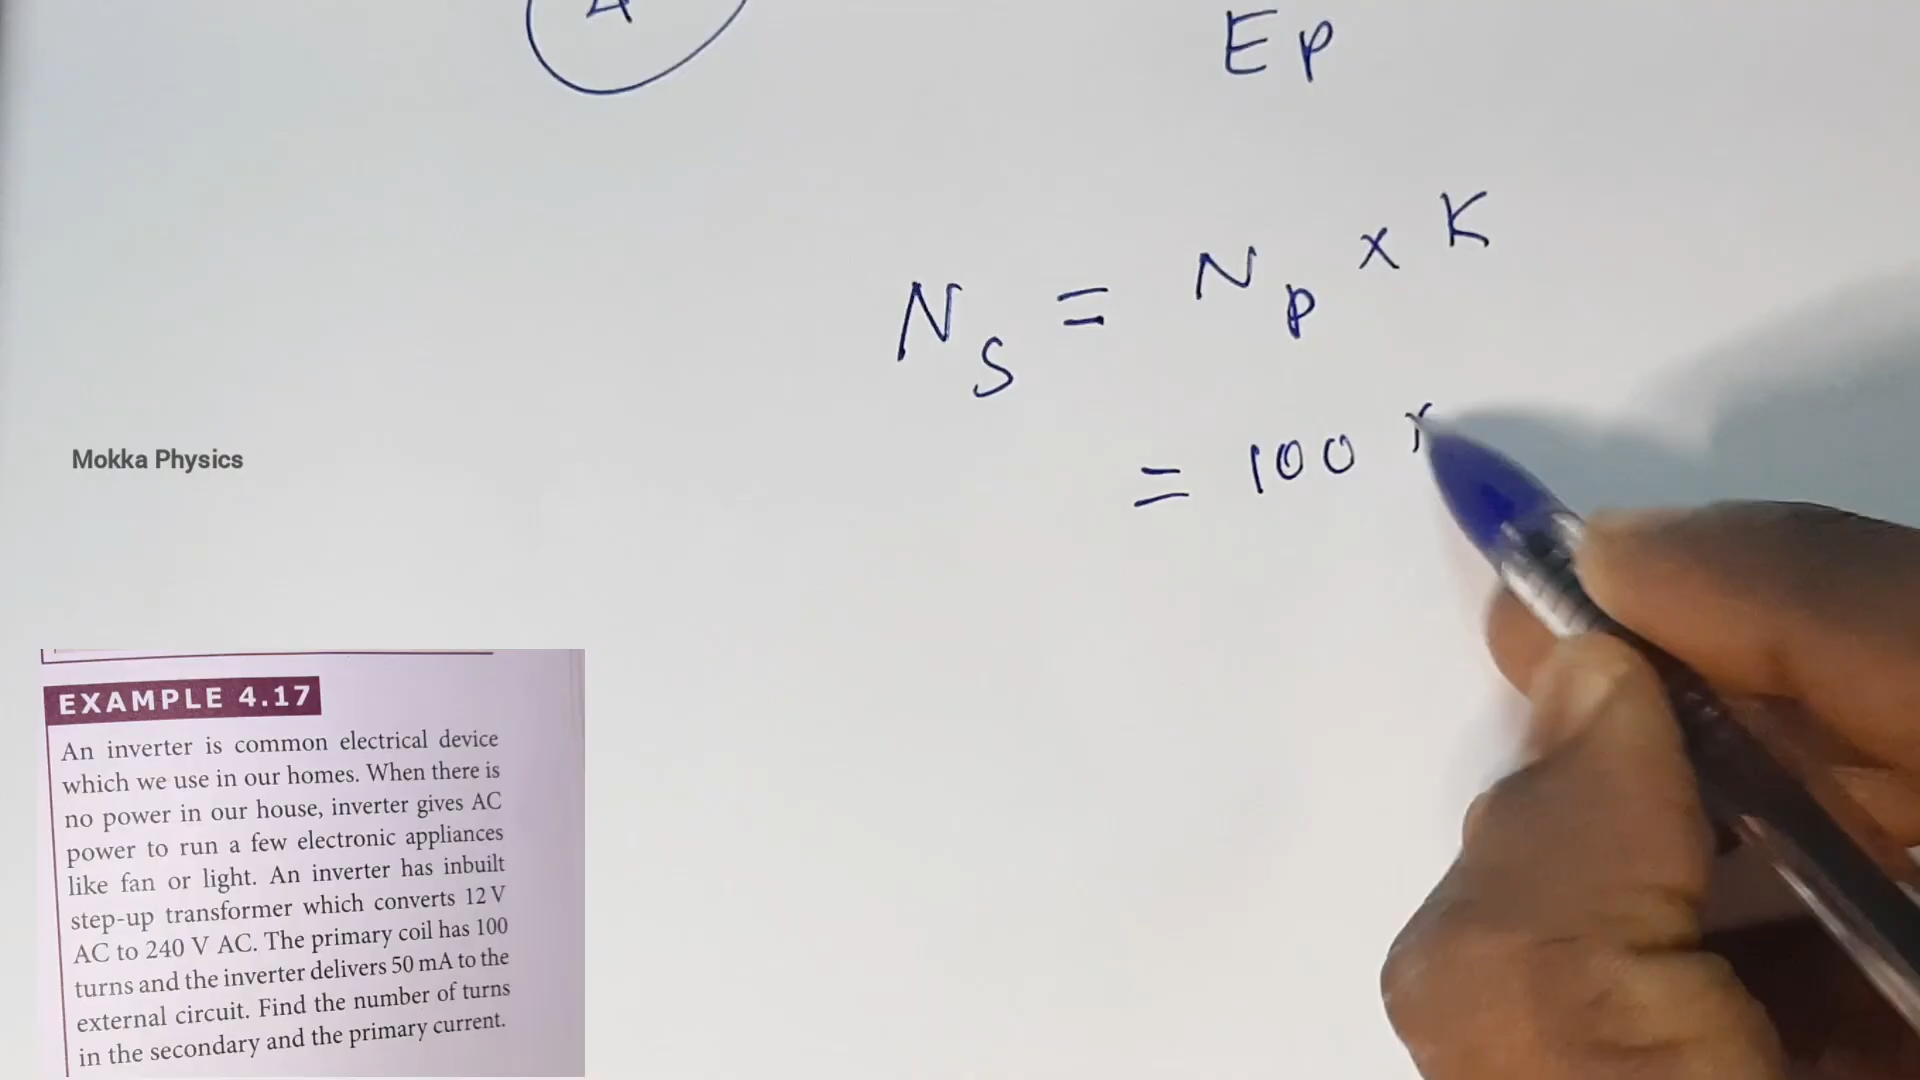 Ep
Ns = Np x K
= 100 x
Mokka Physics
EXAMPLE 4.17
An inverter is common electrical device
which we use in our homes. When there is
no power in our house, inverter gives AC
power to run a few electronic appliances
like fan or light. An inverter has inbuilt
step-up transformer which converts 12 V
AC to 240 V AC. The primary coil has 100
turns and the inverter delivers 50 mA to the
external circuit. Find the number of turns
in the secondary and the primary current.